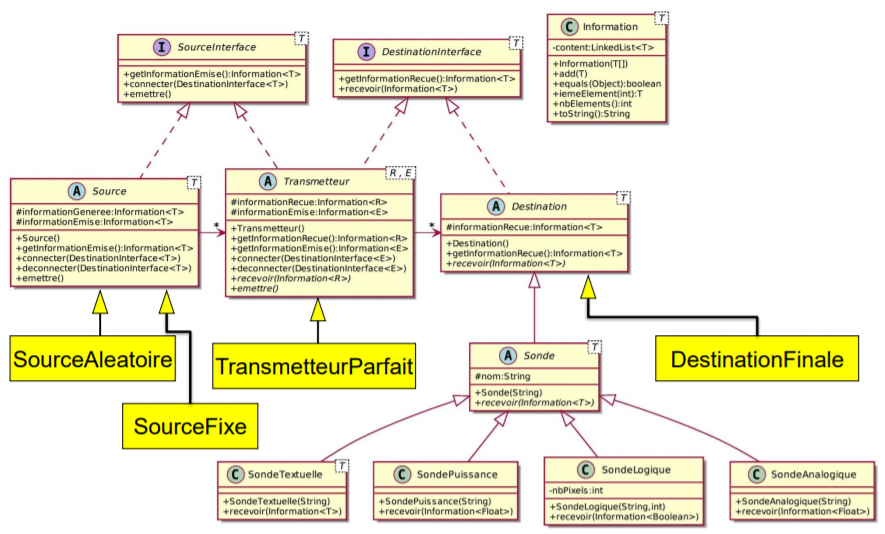 I SourceInterface T
+getInformationEmise():Information<T>
+connecter(DestinationInterface<T>)
+emettre()
I DestinationInterface T
+getInformationRecue():Information<T>
+recevoir(Information<T>)
C Information T
-content:LinkedList<T>
+Information(T[])
+add(T)
+equals(Object):boolean
+iemeElement(int):T
+nbElements():int
+toString():String
A Source T
#informationGeneree:Information<T>
#informationEmise:Information<T>
+Source()
+getInformationEmise():Information<T>
+connecter(DestinationInterface<T>)
+deconnecter(DestinationInterface<T>)
+emettre()
*
A Transmetteur R, E
#informationRecue:Information<R>
#informationEmise:Information<E>
+Transmetteur()
+getInformationRecue():Information<R>
+getInformationEmise():Information<E>
+connecter(DestinationInterface<E>)
+deconnecter(DestinationInterface<E>)
+recevoir(Information<R>)
+emettre()
*
A Destination T
#informationRecue:Information<T>
+Destination()
+getInformationRecue():Information<T>
+recevoir(Information<T>)
SourceAleatoire
SourceFixe
TransmetteurParfait
DestinationFinale
A Sonde T
#nom:String
+Sonde(String)
+recevoir(Information<T>)
C SondeTextuelle T
+SondeTextuelle(String)
+recevoir(Information<T>)
C SondePuissance
+SondePuissance(String)
+recevoir(Information<Float>)
C SondeLogique
-nbPixels:int
+SondeLogique(String,int)
+recevoir(Information<Boolean>)
C SondeAnalogique
+SondeAnalogique(String)
+recevoir(Information<Float>)